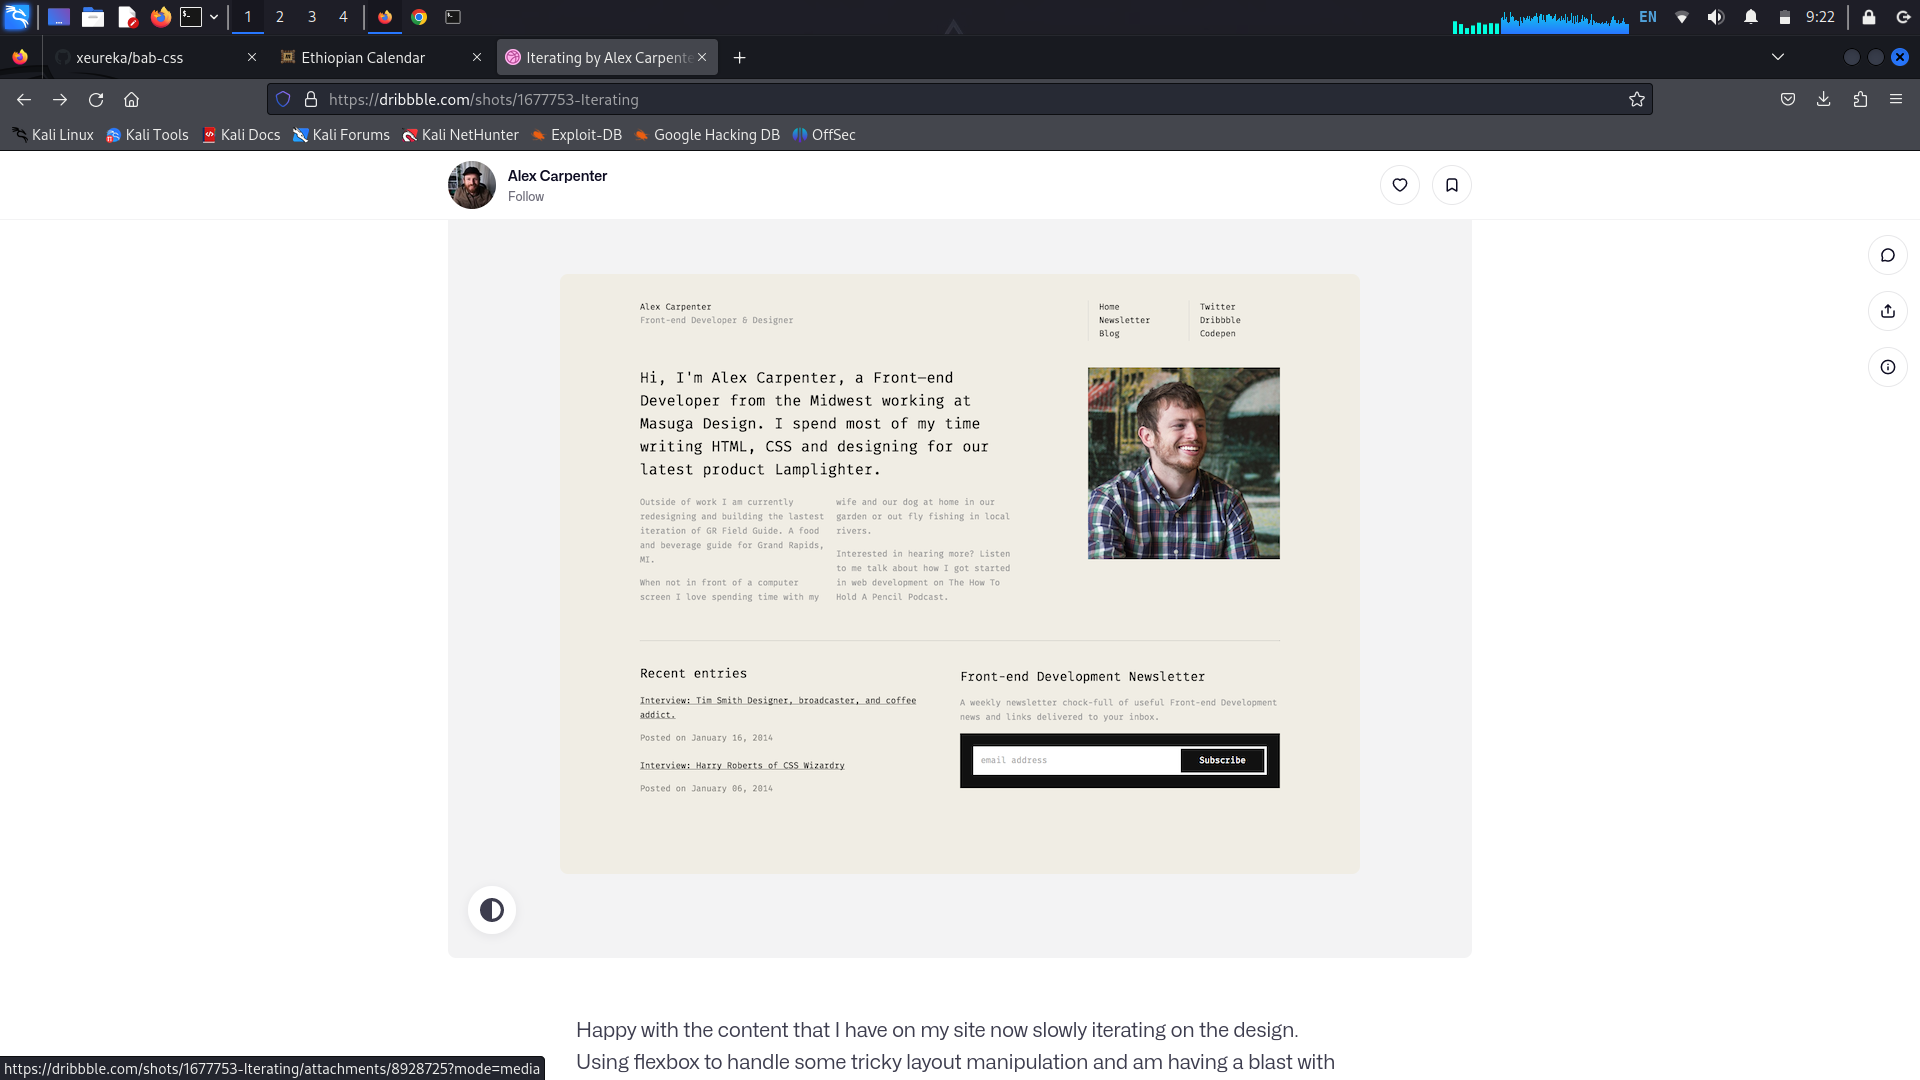 1 2 3 4 EN 9:22
xeureka/bab-css Ethiopian Calendar Iterating by Alex Carpente
https://dribbble.com/shots/1677753-Iterating
Kali Linux Kali Tools Kali Docs Kali Forums Kali NetHunter Exploit-DB Google Hacking DB OffSec
Alex Carpenter
Follow
Alex Carpenter
Front-end Developer & Designer
Home
Newsletter
Blog
Twitter
Dribbble
Codepen
Hi, I'm Alex Carpenter, a Front-end
Developer from the Midwest working at
Masuga Design. I spend most of my time
writing HTML, CSS and designing for our
latest product Lamplighter.
Outside of work I am currently
redesigning and building the lastest
iteration of GR Field Guide. A food
and beverage guide for Grand Rapids,
MI.
When not in front of a computer
screen I love spending time with my
wife and our dog at home in our
garden or out fly fishing in local
rivers.
Interested in hearing more? Listen
to me talk about how I got started
in web development on The How To
Hold A Pencil Podcast.
Recent entries
Interview: Tim Smith Designer, broadcaster, and coffee
addict.
Posted on January 16, 2014
Interview: Harry Roberts of CSS Wizardry
Posted on January 06, 2014
Front-end Development Newsletter
A weekly newsletter chock-full of useful Front-end Development
news and links delivered to your inbox.
email address Subscribe
Happy with the content that I have on my site now slowly iterating on the design.
Using flexbox to handle some tricky layout manipulation and am having a blast with
https://dribbble.com/shots/1677753-Iterating/attachments/8928725?mode=media